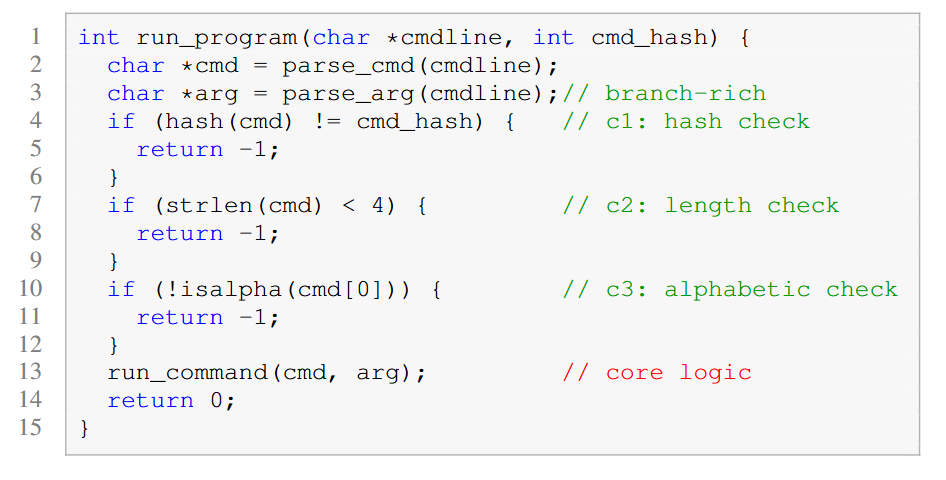 1 int run_program(char *cmdline, int cmd_hash) {
2   char *cmd = parse_cmd(cmdline);
3   char *arg = parse_arg(cmdline);// branch-rich
4   if (hash(cmd) != cmd_hash) {   // c1: hash check
5     return -1;
6   }
7   if (strlen(cmd) < 4) {         // c2: length check
8     return -1;
9   }
10   if (!isalpha(cmd[0])) {        // c3: alphabetic check
11     return -1;
12   }
13   run_command(cmd, arg);         // core logic
14   return 0;
15 }